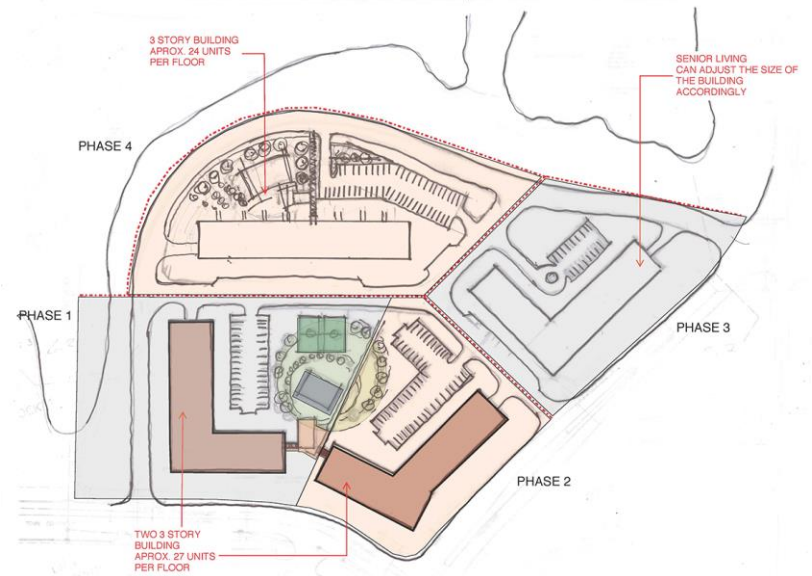 3 STORY BUILDING
APROX. 24 UNITS
PER FLOOR
SENIOR LIVING
CAN ADJUST THE SIZE OF
THE BUILDING
ACCORDINGLY
PHASE 4
PHASE 1
PHASE 3
PHASE 2
TWO 3 STORY
BUILDING
APROX. 27 UNITS
PER FLOOR